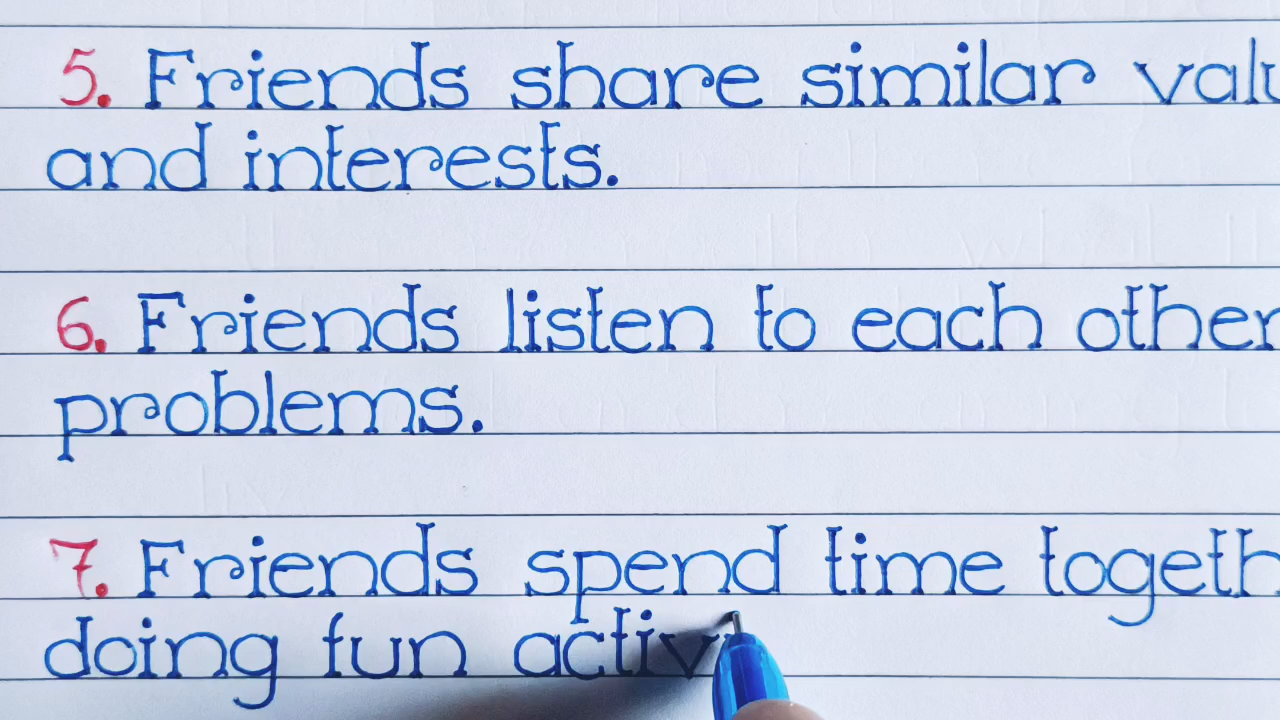 5. Friends share similar valu
and interests.
6. Friends listen to each other
problems.
7. Friends spend time togeth
doing fun activi